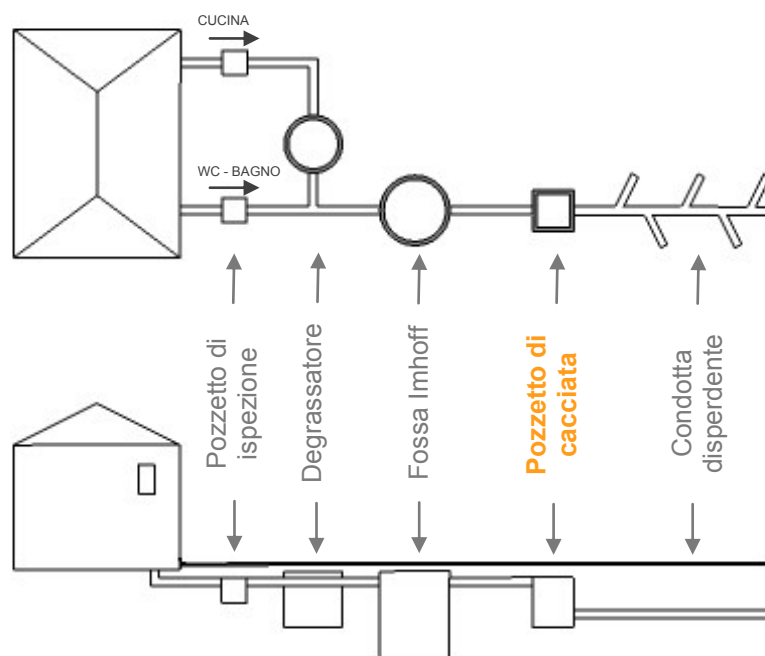 CUCINA
WC - BAGNO
Pozzetto di
ispezione
Degrassatore
Fossa Imhoff
Pozzetto di
cacciata
Condotta
disperdente